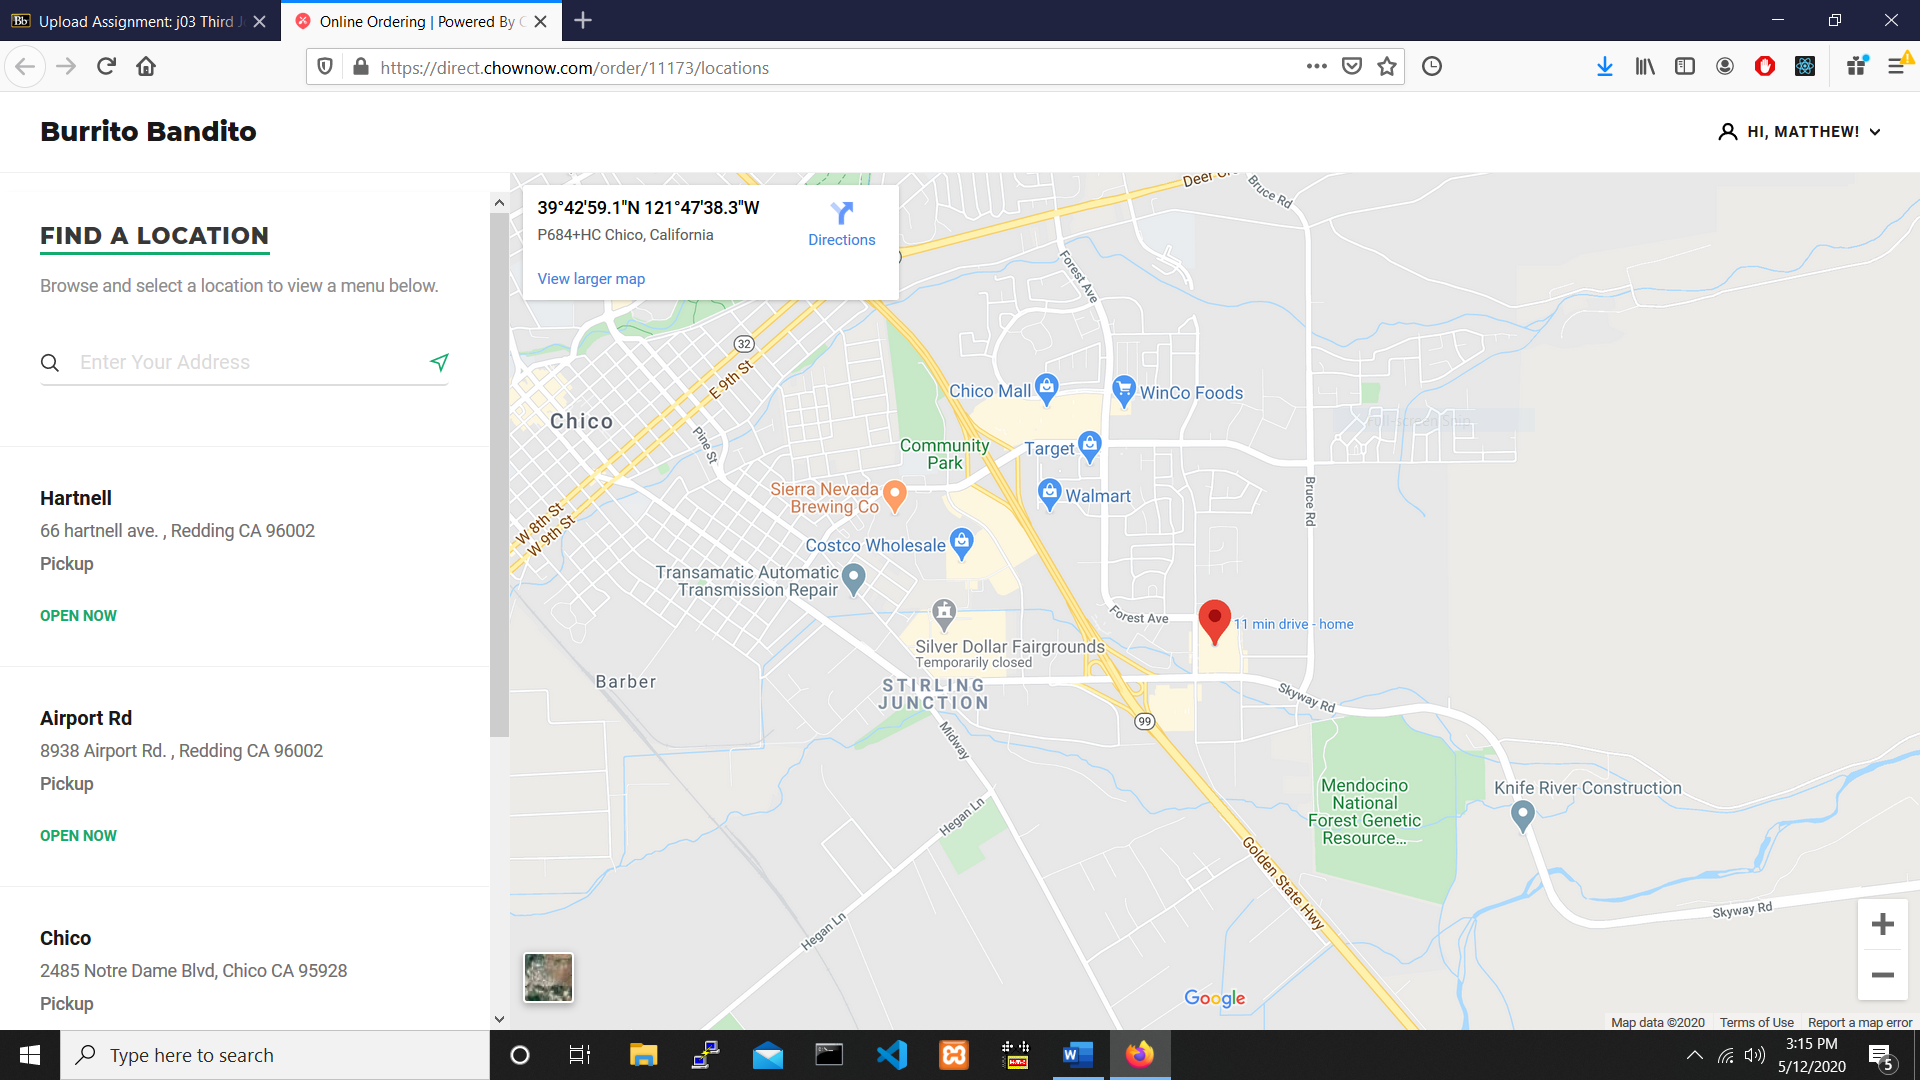 Upload Assignment: j03 Third J
Online Ordering | Powered By C
https://direct.chownow.com/order/11173/locations
Burrito Bandito
HI, MATTHEW!
FIND A LOCATION
Browse and select a location to view a menu below.
Enter Your Address
Hartnell
66 hartnell ave. , Redding CA 96002
Pickup
OPEN NOW
Airport Rd
8938 Airport Rd. , Redding CA 96002
Pickup
OPEN NOW
Chico
2485 Notre Dame Blvd, Chico CA 95928
Pickup
39°42'59.1"N 121°47'38.3"W
P684+HC Chico, California
Directions
View larger map
Bruce Rd
Forest Ave
32
E 9th St
Chico Mall
WinCo Foods
Chico
Pine St
Community
Park
Target
Full-screen Snip
Sierra Nevada
Brewing Co
Walmart
Bruce Rd
W 8th St
W 9th St
Costco Wholesale
Transamatic Automatic
Transmission Repair
Forest Ave
11 min drive - home
Silver Dollar Fairgrounds
Temporarily closed
Barber
STIRLING
JUNCTION
Skyway Rd
99
Midway
Mendocino
National
Forest Genetic
Resource...
Knife River Construction
Hegan Ln
Golden State Hwy
Hegan Ln
Skyway Rd
Google
Map data ©2020
Terms of Use
Report a map error
Type here to search
3:15 PM
5/12/2020
5